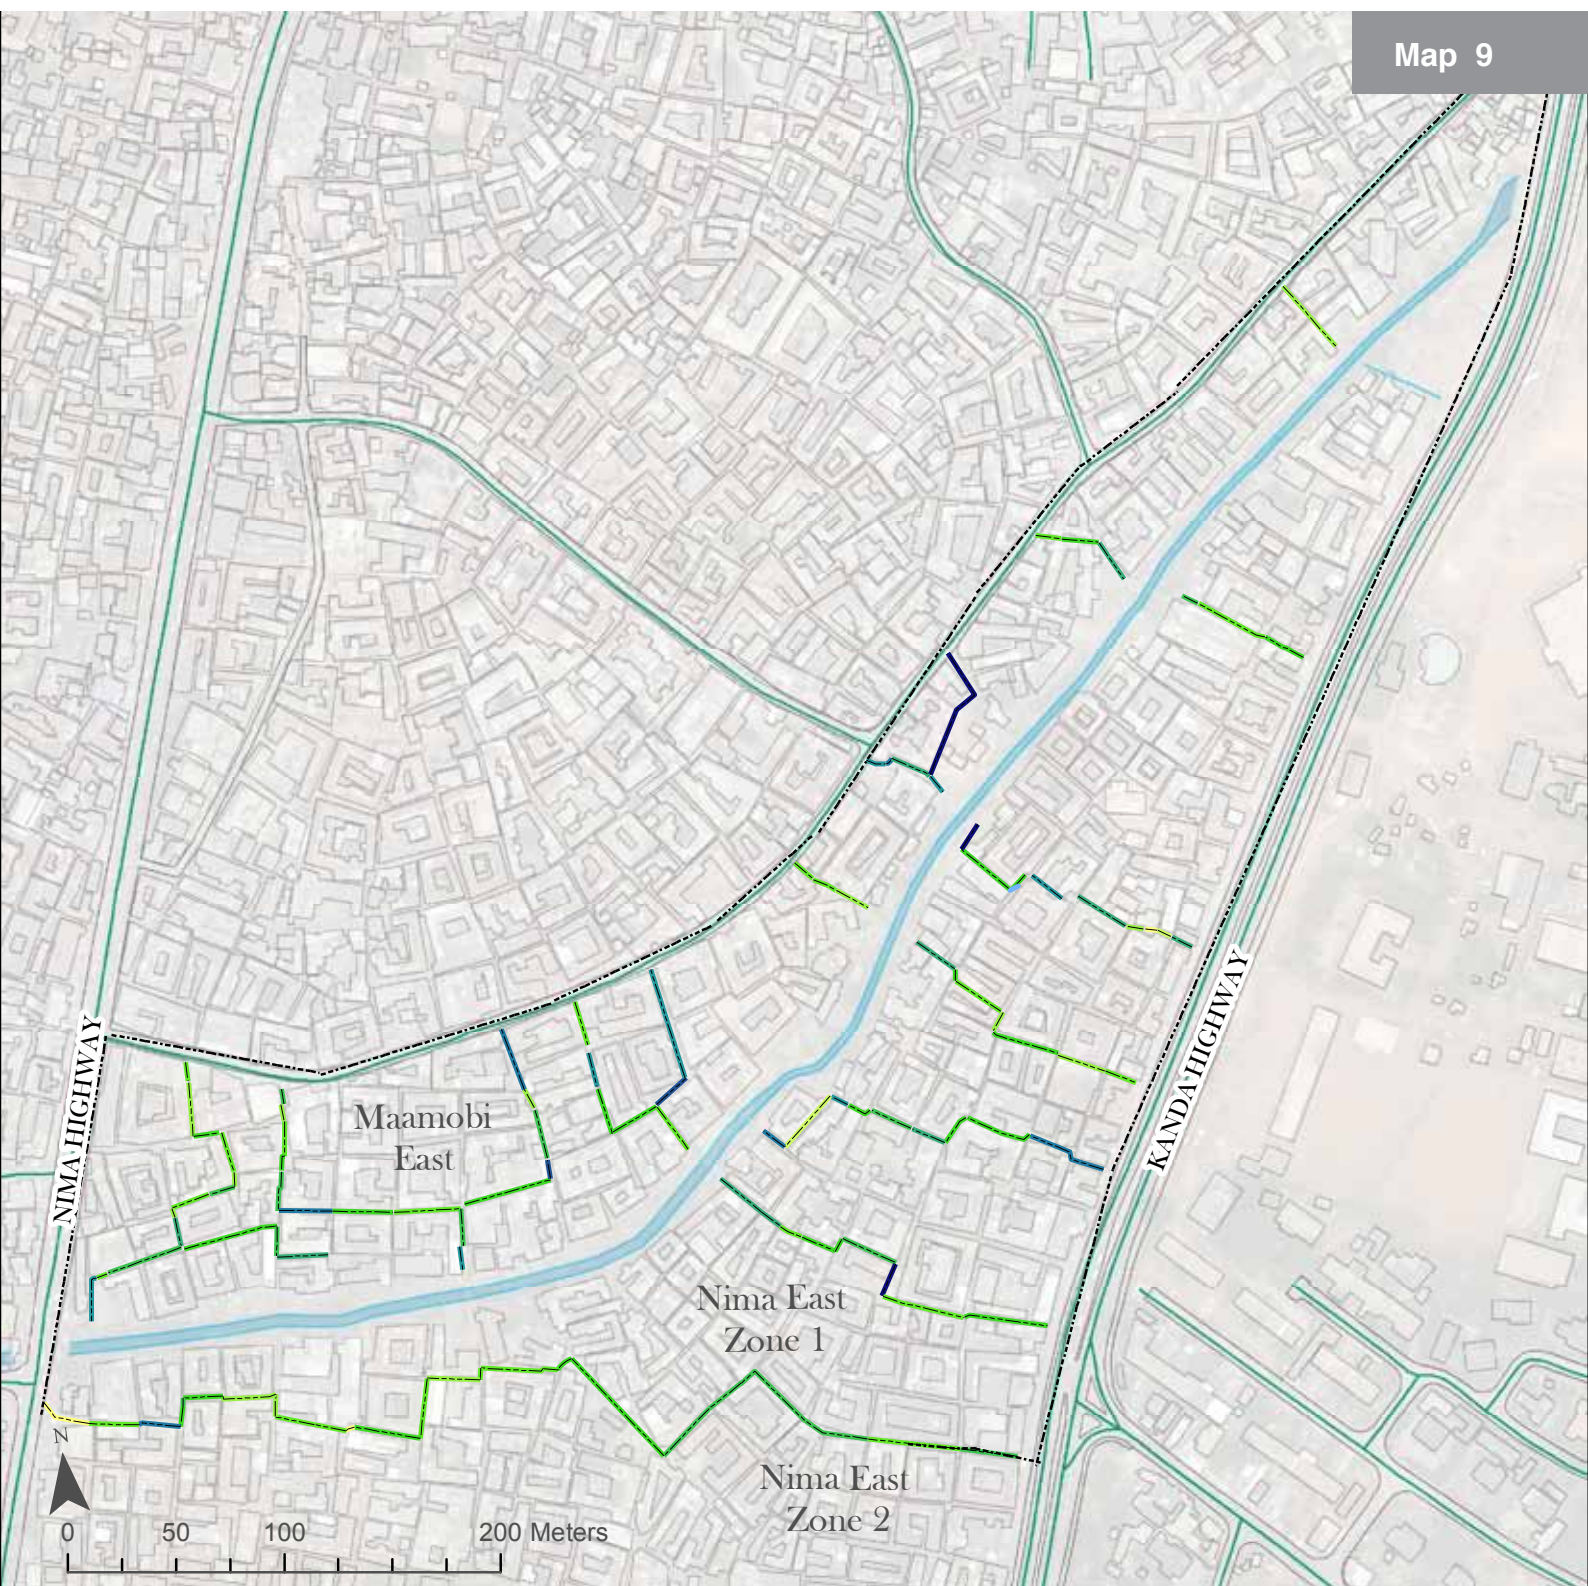 Map 9
NIMA HIGHWAY
KANDA HIGHWAY
Maamobi
East
Nima East
Zone 1
Nima East
Zone 2
N
0 50 100 200 Meters